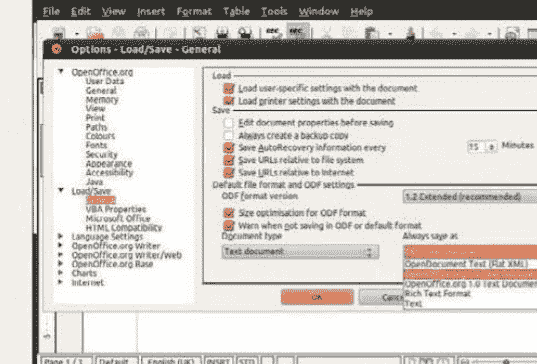 File Edit View Insert Format Table Tools Window Help
Options - Load/Save - General
OpenOffice.org
User Data
General
Memory
View
Print
Paths
Colours
Fonts
Security
Appearance
Accessibility
Java
Load/Save
VBA Properties
Microsoft Office
HTML Compatibility
Language Settings
OpenOffice.org Writer
OpenOffice.org Writer/Web
OpenOffice.org Base
Charts
Internet
Load
Load user-specific settings with the document
Load printer settings with the document
Save
Edit document properties before saving
Always create a backup copy
Save AutoRecovery information every 15 Minutes
Save URLs relative to file system
Save URLs relative to internet
Default file format and ODF settings
ODF format version 1.2 Extended (recommended)
Size optimisation for ODF format
Warn when not saving in ODF or default format
Document type Always save as
Text document
OpenDocument Text (Flat XML)
OpenOffice.org 1.0 Text Documen
Rich Text Format
Text
OK Canc
Page 1 / 1 Default English (UK) INSRT STD